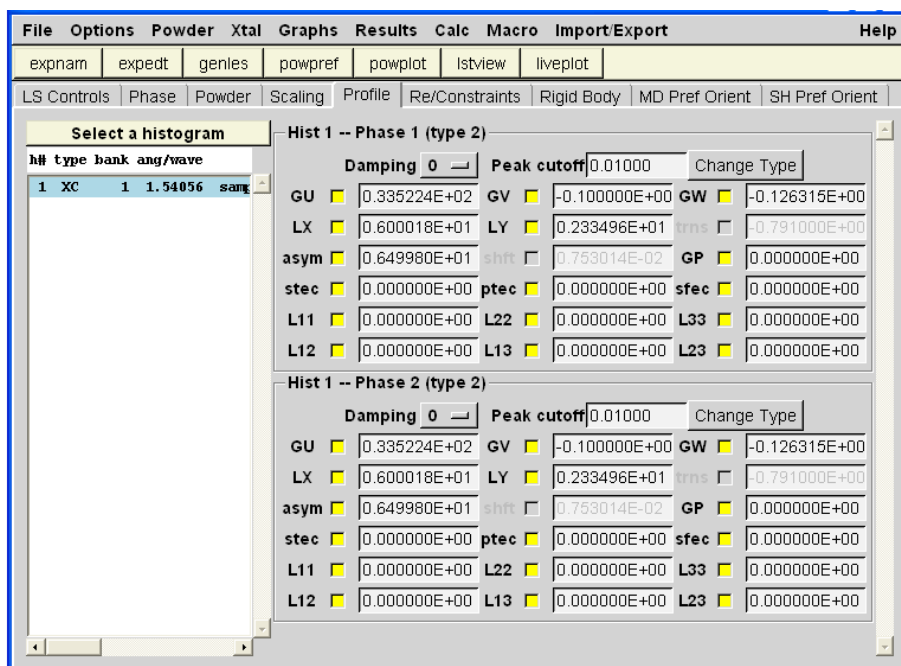 File Options Powder Xtal Graphs Results Calc Macro Import/Export Help
expnam expedt genles powpref powplot lstview liveplot
LS Controls Phase Powder Scaling Profile Re/Constraints Rigid Body MD Pref Orient SH Pref Orient
Select a histogram
h# type bank ang/wave
1 XC 1 1.54056
Hist 1 -- Phase 1 (type 2)
Damping 0 Peak cutoff 0.01000 Change Type
GU 0.335224E+02 GV -0.100000E+00 GW -0.126315E+00
LX 0.600018E+01 LY 0.233496E+01 trns -0.791000E+00
asym 0.649980E+01 shft 0.753014E-02 GP 0.000000E+00
stec 0.000000E+00 ptec 0.000000E+00 sfec 0.000000E+00
L11 0.000000E+00 L22 0.000000E+00 L33 0.000000E+00
L12 0.000000E+00 L13 0.000000E+00 L23 0.000000E+00
Hist 1 -- Phase 2 (type 2)
Damping 0 Peak cutoff 0.01000 Change Type
GU 0.335224E+02 GV -0.100000E+00 GW -0.126315E+00
LX 0.600018E+01 LY 0.233496E+01 trns -0.791000E+00
asym 0.649980E+01 shft 0.753014E-02 GP 0.000000E+00
stec 0.000000E+00 ptec 0.000000E+00 sfec 0.000000E+00
L11 0.000000E+00 L22 0.000000E+00 L33 0.000000E+00
L12 0.000000E+00 L13 0.000000E+00 L23 0.000000E+00